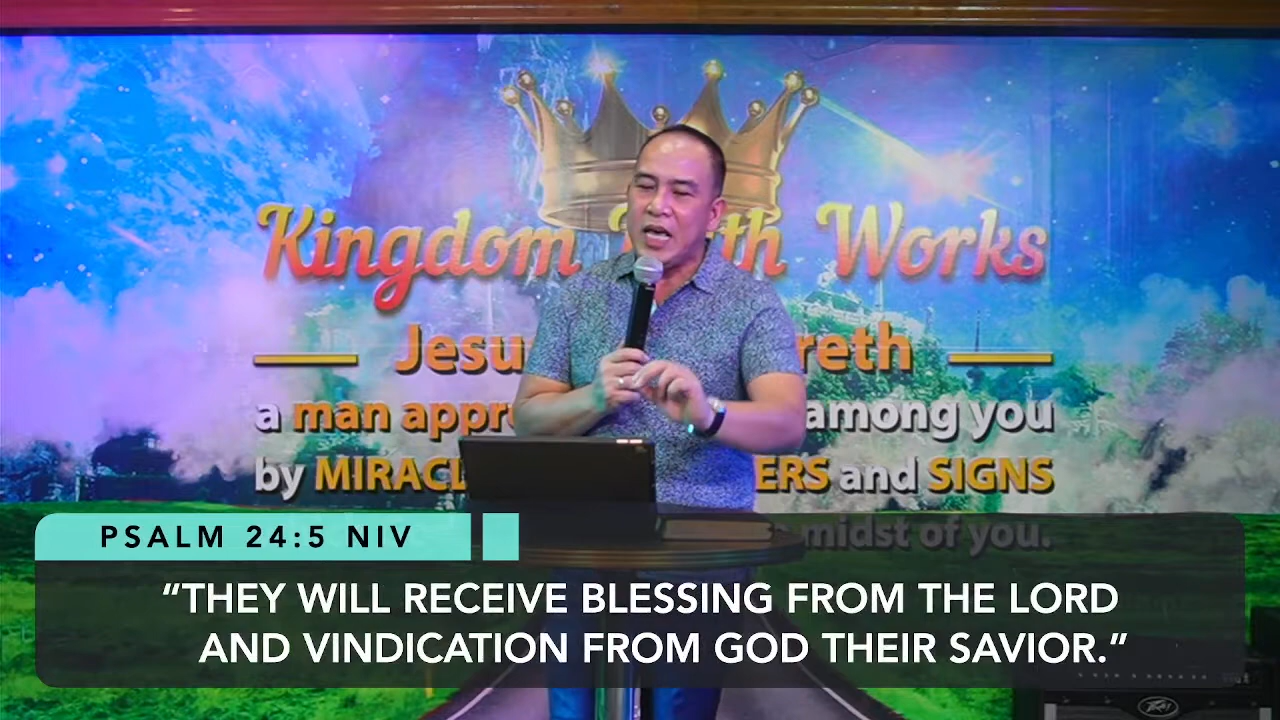 Kingdom Works
Jesu reth
a man appr among you
by MIRACL ERS and SIGNS
midst of you.
PSALM 24:5 NIV
“THEY WILL RECEIVE BLESSING FROM THE LORD
AND VINDICATION FROM GOD THEIR SAVIOR.”
PEAVEY